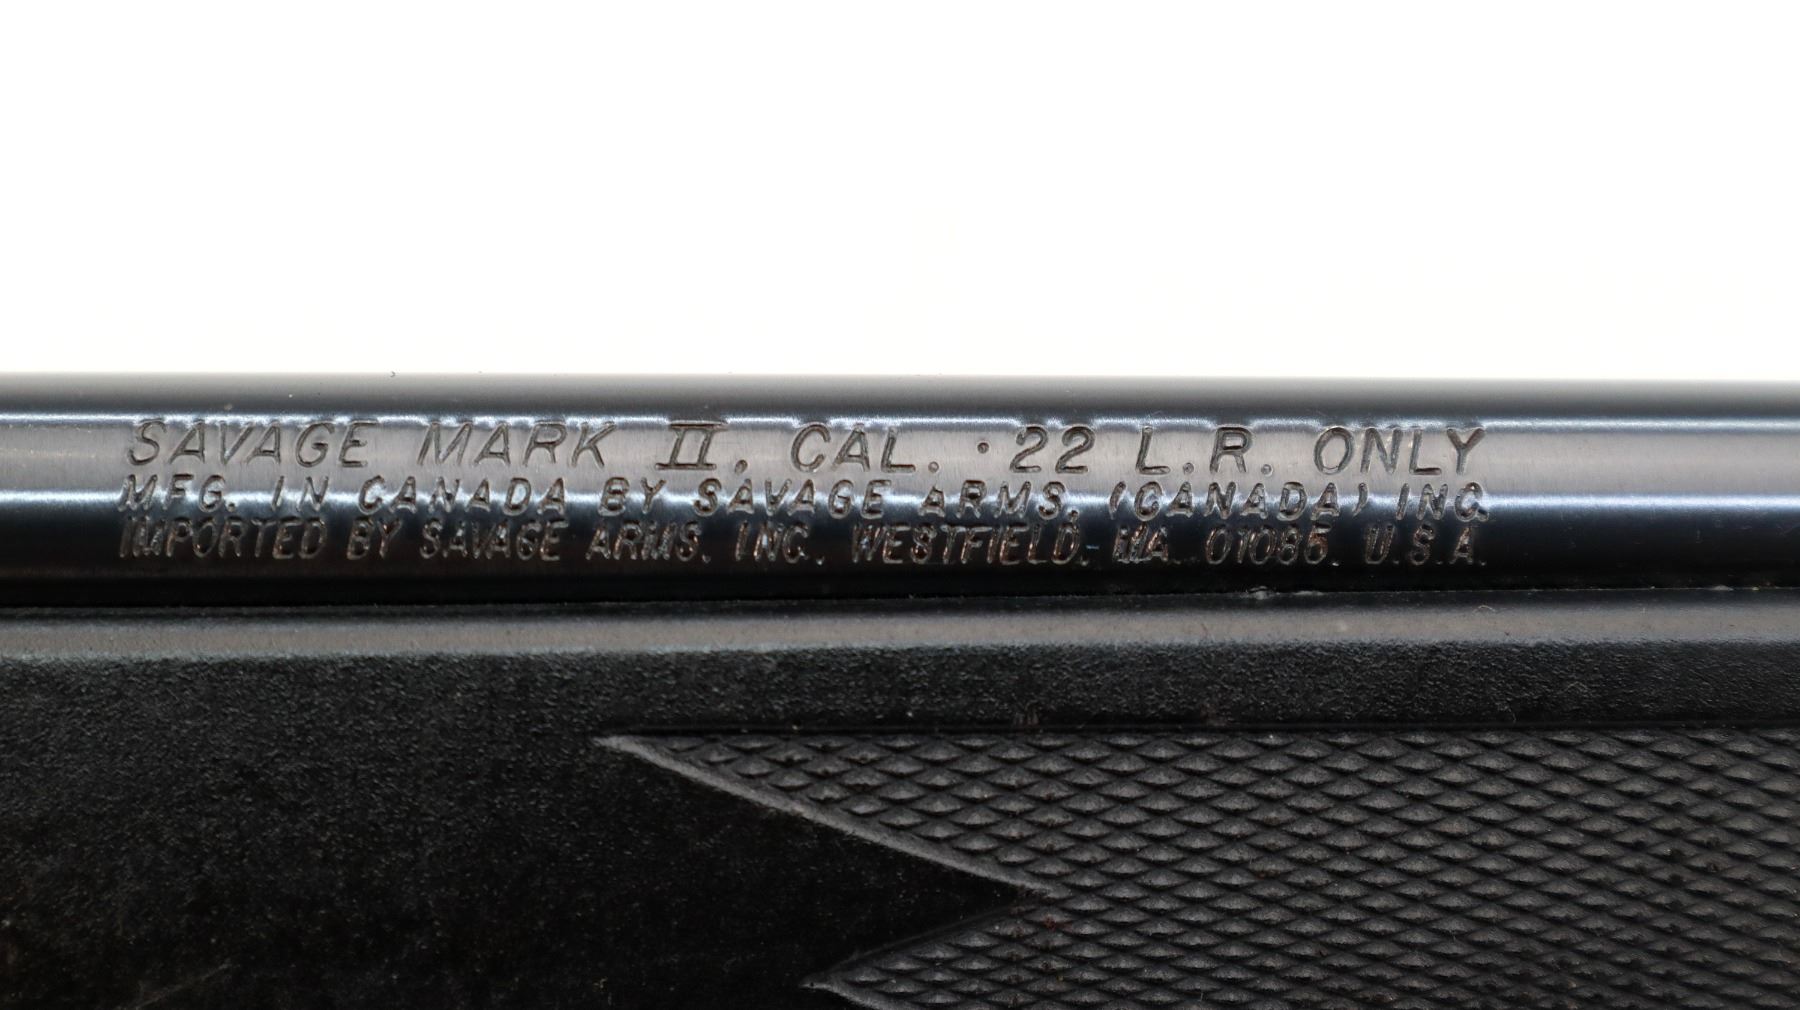 SAVAGE MARK II, CAL. .22 L.R. ONLY
MFG. IN CANADA BY SAVAGE ARMS, (CANADA) INC.
IMPORTED BY SAVAGE ARMS, INC., WESTFIELD, MA. 01085, U.S.A.